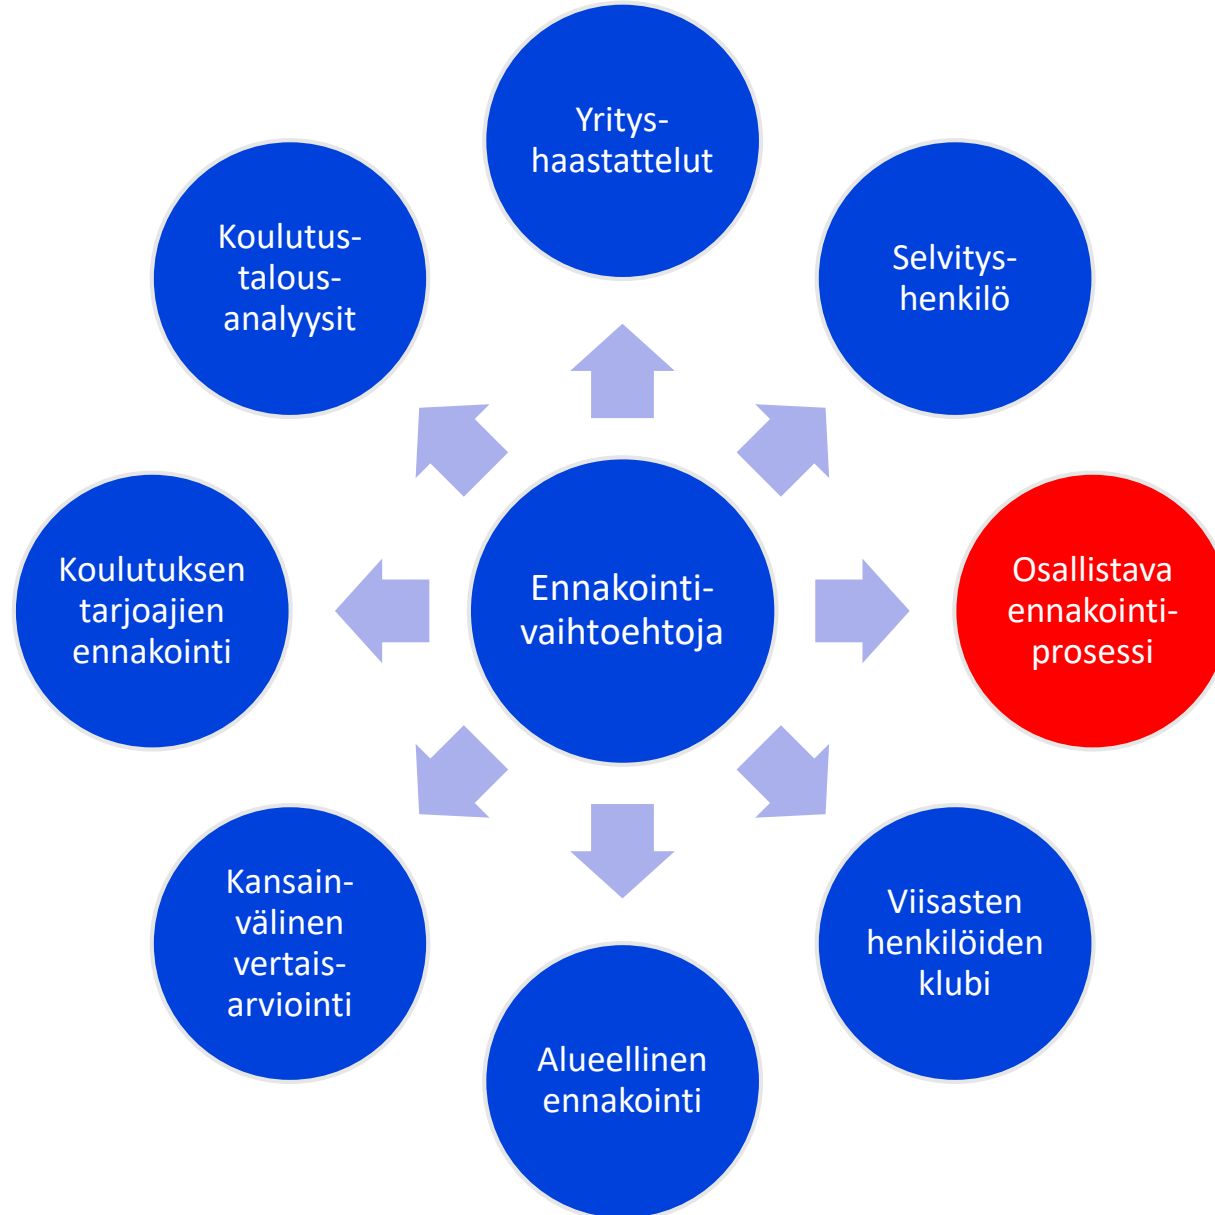 Yritys-
haastattelut
Selvitys-
henkilö
Osallistava
ennakointi-
prosessi
Viisasten
henkilöiden
klubi
Alueellinen
ennakointi
Kansain-
välinen
vertais-
arviointi
Koulutuksen
tarjoajien
ennakointi
Koulutus-
talous-
analyysit
Ennakointi-
vaihtoehtoja